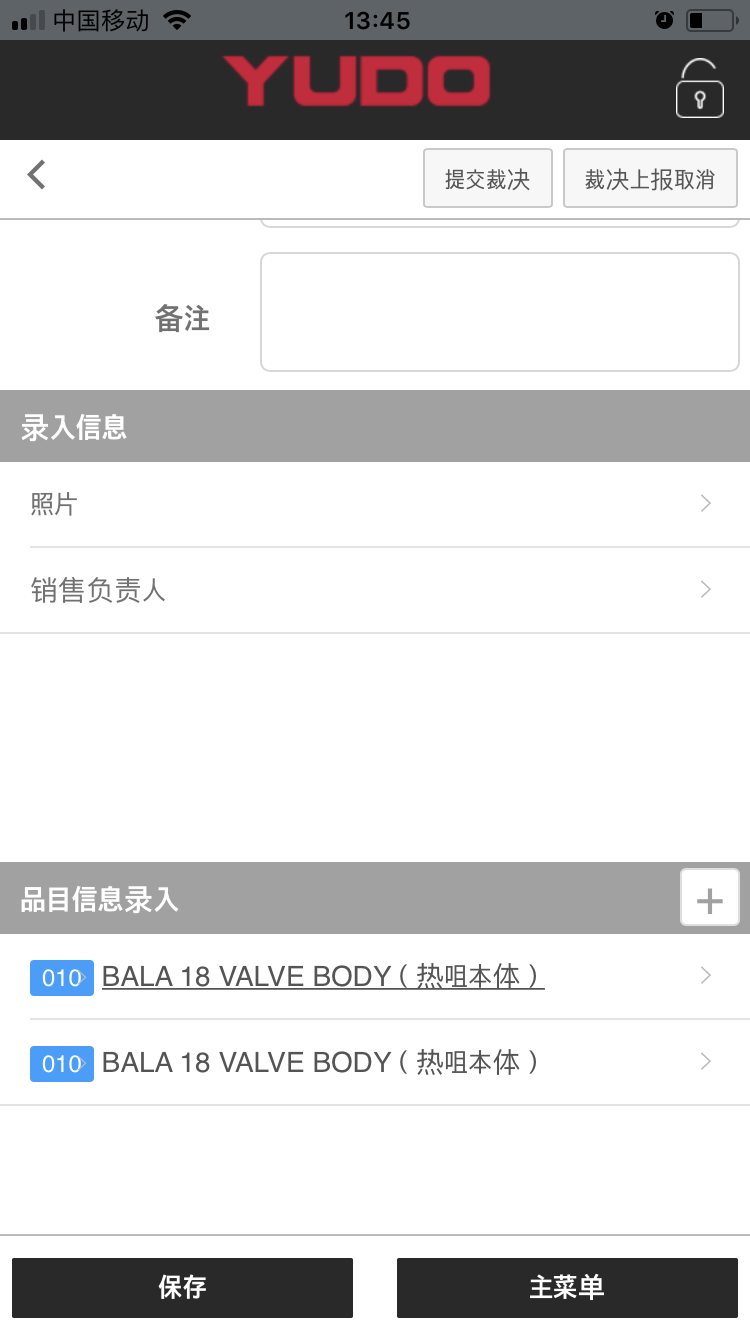 中国移动
13:45
YUDO
提交裁决
裁决上报取消
备注
录入信息
照片
销售负责人
品目信息录入
010 BALA 18 VALVE BODY ( 热咀本体 )
010 BALA 18 VALVE BODY ( 热咀本体 )
保存
主菜单